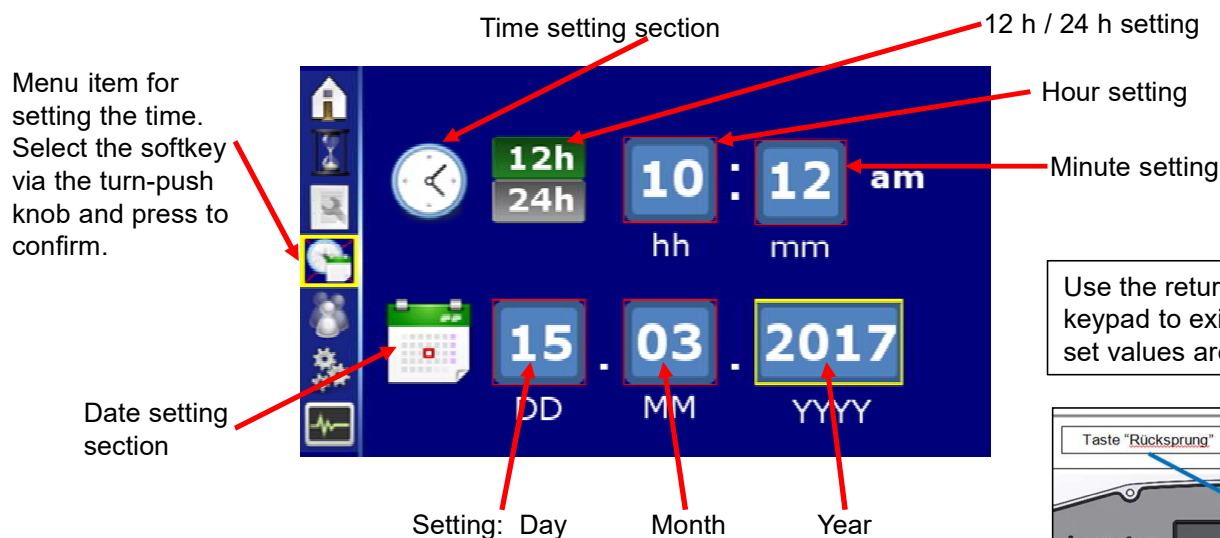 Time setting section
12 h / 24 h setting
Menu item for
setting the time.
Select the softkey
via the turn-push
knob and press to
confirm.
Hour setting
Minute setting
12h
24h
10 : 12 am
hh mm
Use the retur
keypad to exi
set values are
15 . 03 . 2017
DD MM YYYY
Date setting
section
Taste "Rücksprung"
Setting: Day Month Year